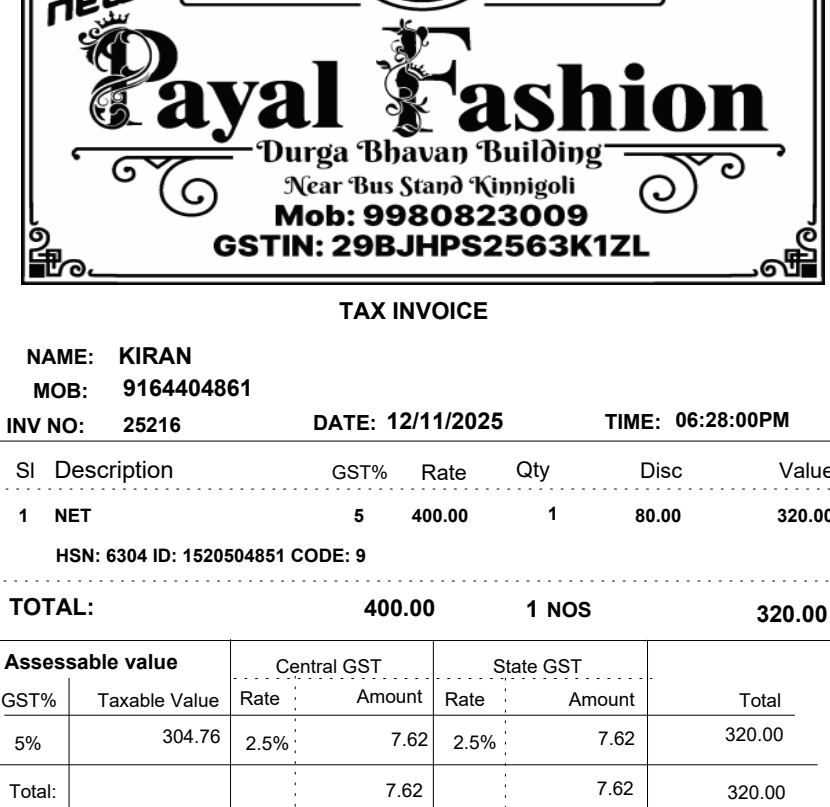 new
Payal Fashion
Durga Bhavan Building
Near Bus Stand Kinnigoli
Mob: 9980823009
GSTIN: 29BJHPS2563K1ZL
TAX INVOICE
NAME: KIRAN
MOB: 9164404861
INV NO: 25216 DATE: 12/11/2025 TIME: 06:28:00PM
Sl Description GST% Rate Qty Disc Value
1 NET 5 400.00 1 80.00 320.00
HSN: 6304 ID: 1520504851 CODE: 9
TOTAL: 400.00 1 NOS 320.00
Assessable value Central GST State GST
GST% Taxable Value Rate Amount Rate Amount Total
5% 304.76 2.5% 7.62 2.5% 7.62 320.00
Total: 7.62 7.62 320.00